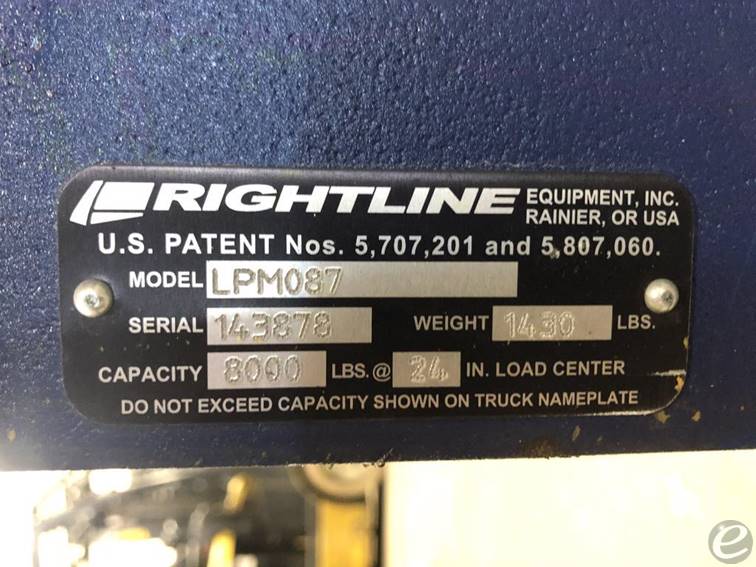 RIGHTLINE EQUIPMENT, INC.
RAINIER, OR USA
U.S. PATENT Nos. 5,707,201 and 5,807,060.
MODEL LPM087
SERIAL 143878 WEIGHT 1430 LBS.
CAPACITY 8000 LBS.@ 24 IN. LOAD CENTER
DO NOT EXCEED CAPACITY SHOWN ON TRUCK NAMEPLATE